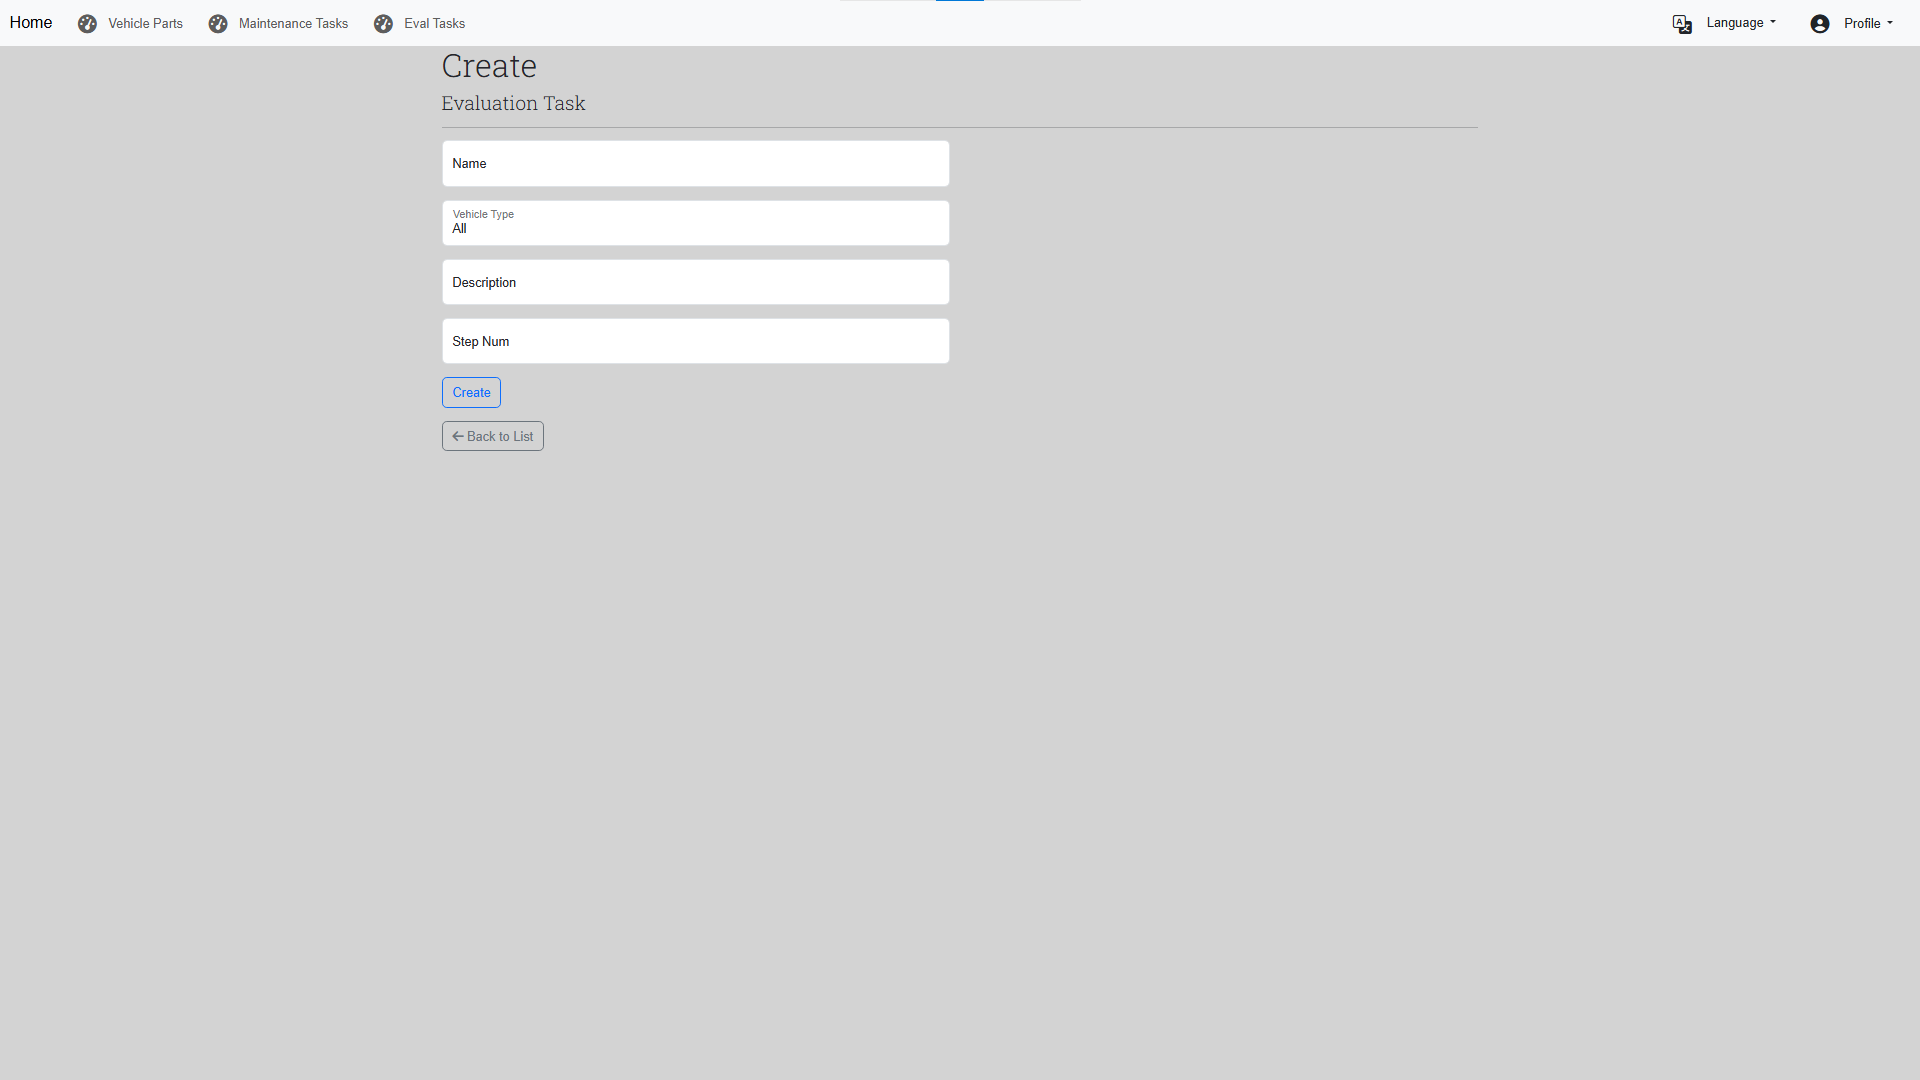 Home Vehicle Parts Maintenance Tasks Eval Tasks Language Profile
Create
Evaluation Task
Name
Vehicle Type
All
Description
Step Num
Create
Back to List